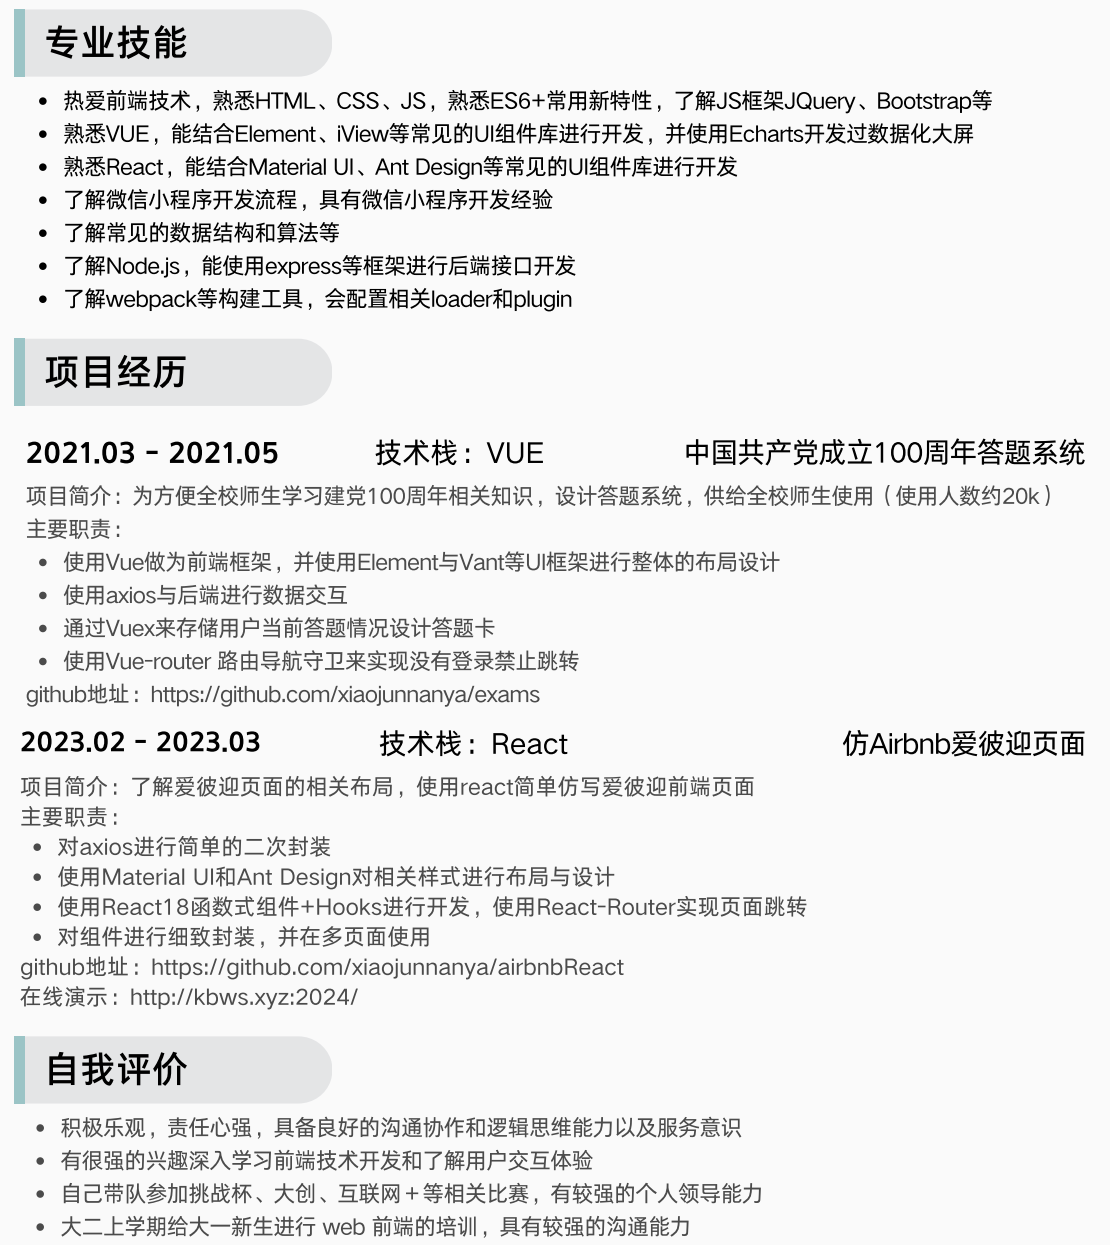 专业技能
• 热爱前端技术，熟悉HTML、CSS、JS，熟悉ES6+常用新特性，了解JS框架JQuery、Bootstrap等
• 熟悉VUE，能结合Element、iView等常见的UI组件库进行开发，并使用Echarts开发过数据化大屏
• 熟悉React，能结合Material UI、Ant Design等常见的UI组件库进行开发
• 了解微信小程序开发流程，具有微信小程序开发经验
• 了解常见的数据结构和算法等
• 了解Node.js，能使用express等框架进行后端接口开发
• 了解webpack等构建工具，会配置相关loader和plugin
项目经历
2021.03 - 2021.05 技术栈：VUE 中国共产党成立100周年答题系统
项目简介：为方便全校师生学习建党100周年相关知识，设计答题系统，供给全校师生使用（使用人数约20k）
主要职责：
• 使用Vue做为前端框架，并使用Element与Vant等UI框架进行整体的布局设计
• 使用axios与后端进行数据交互
• 通过Vuex来存储用户当前答题情况设计答题卡
• 使用Vue-router 路由导航守卫来实现没有登录禁止跳转
github地址：https://github.com/xiaojunnanya/exams
2023.02 - 2023.03 技术栈：React 仿Airbnb爱彼迎页面
项目简介：了解爱彼迎页面的相关布局，使用react简单仿写爱彼迎前端页面
主要职责：
• 对axios进行简单的二次封装
• 使用Material UI和Ant Design对相关样式进行布局与设计
• 使用React18函数式组件+Hooks进行开发，使用React-Router实现页面跳转
• 对组件进行细致封装，并在多页面使用
github地址：https://github.com/xiaojunnanya/airbnbReact
在线演示：http://kbws.xyz:2024/
自我评价
• 积极乐观，责任心强，具备良好的沟通协作和逻辑思维能力以及服务意识
• 有很强的兴趣深入学习前端技术开发和了解用户交互体验
• 自己带队参加挑战杯、大创、互联网＋等相关比赛，有较强的个人领导能力
• 大二上学期给大一新生进行 web 前端的培训，具有较强的沟通能力